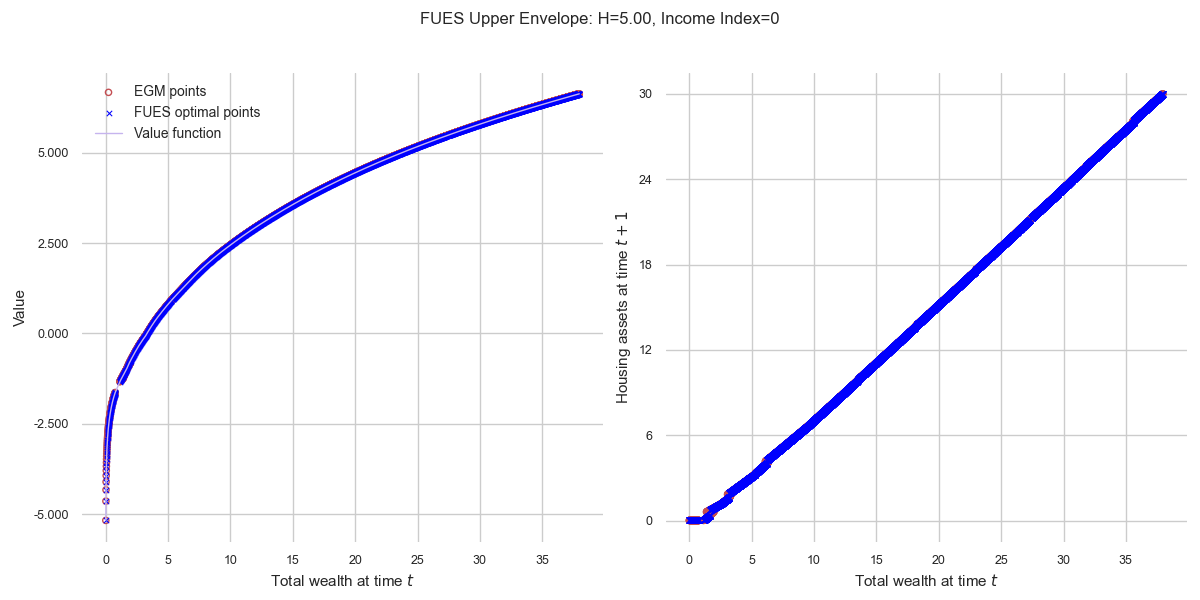 FUES Upper Envelope: H=5.00, Income Index=0
EGM points
FUES optimal points
Value function
5.000
2.500
0.000
-2.500
-5.000
Value
0 5 10 15 20 25 30 35
Total wealth at time t
30
24
18
12
6
0
Housing assets at time t + 1
0 5 10 15 20 25 30 35
Total wealth at time t